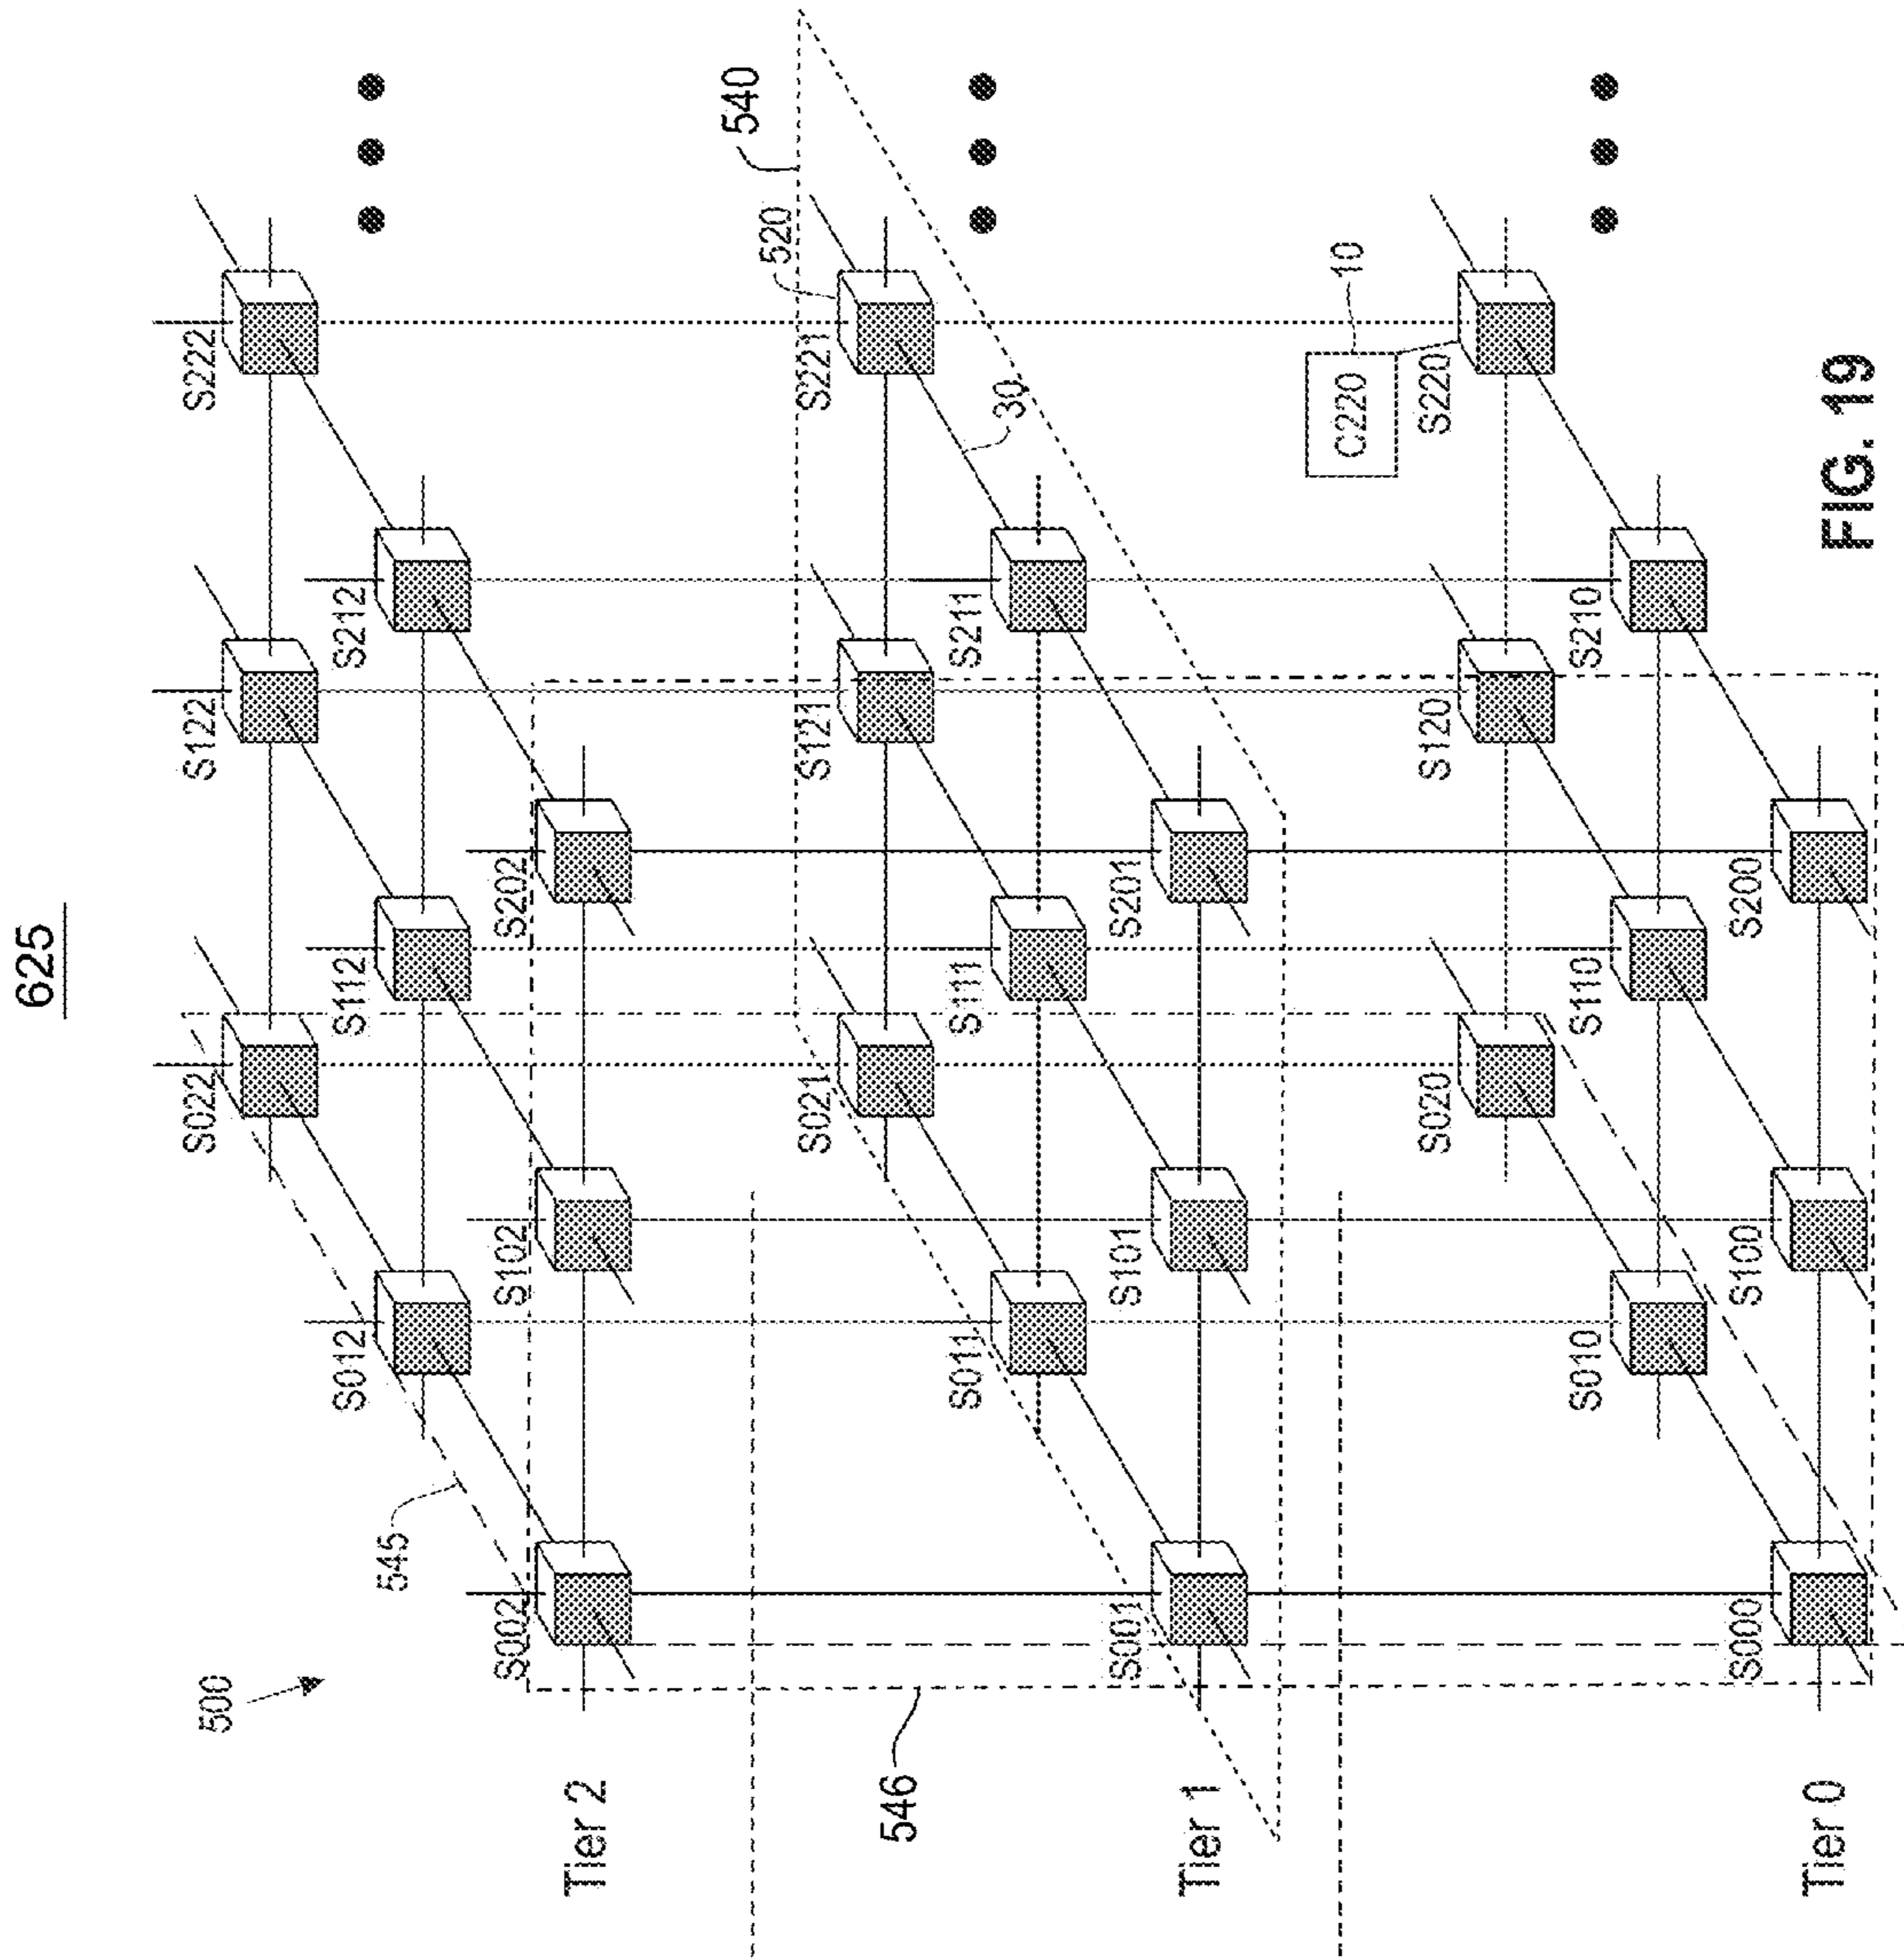 625
500
545
S022
S122
S222
S012
S112
S212
S002
S102
S202
Tier 2
546
540
520
S021
S121
S221
30
S011
S111
S211
S001
S101
S201
Tier 1
C220
10
S020
S120
S220
S010
S110
S210
S000
S100
S200
Tier 0
FIG. 19